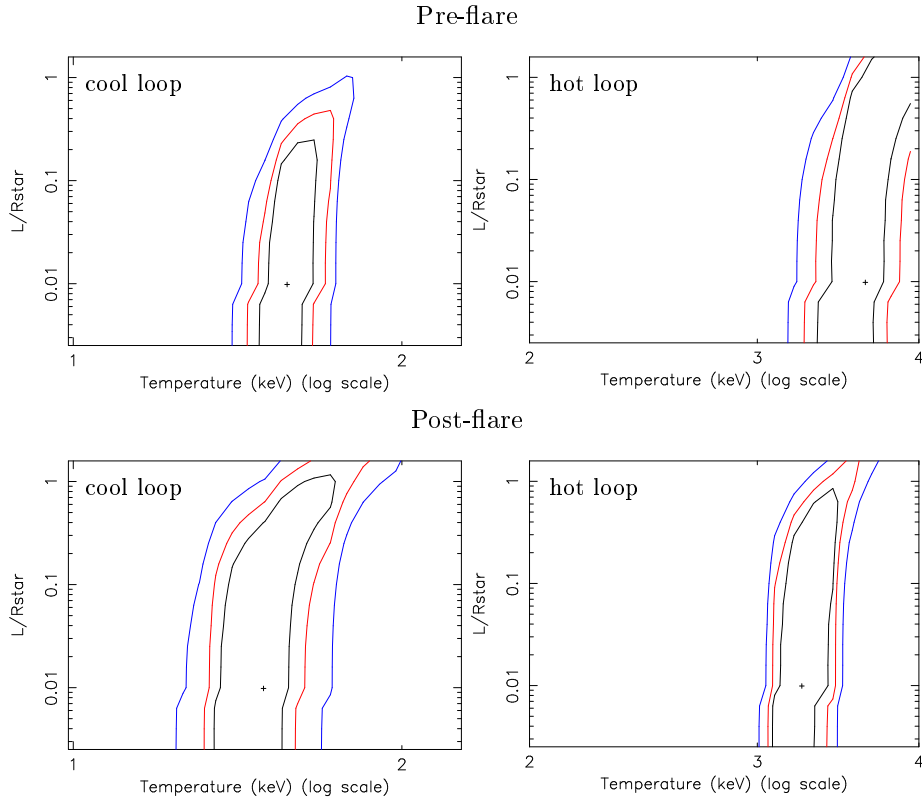 Pre-flare
cool loop
1
0.1
0.01
L/Rstar
1
2
Temperature (keV) (log scale)
hot loop
1
0.1
0.01
L/Rstar
2
3
4
Temperature (keV) (log scale)
Post-flare
cool loop
1
0.1
0.01
L/Rstar
1
2
Temperature (keV) (log scale)
hot loop
1
0.1
0.01
L/Rstar
2
3
4
Temperature (keV) (log scale)